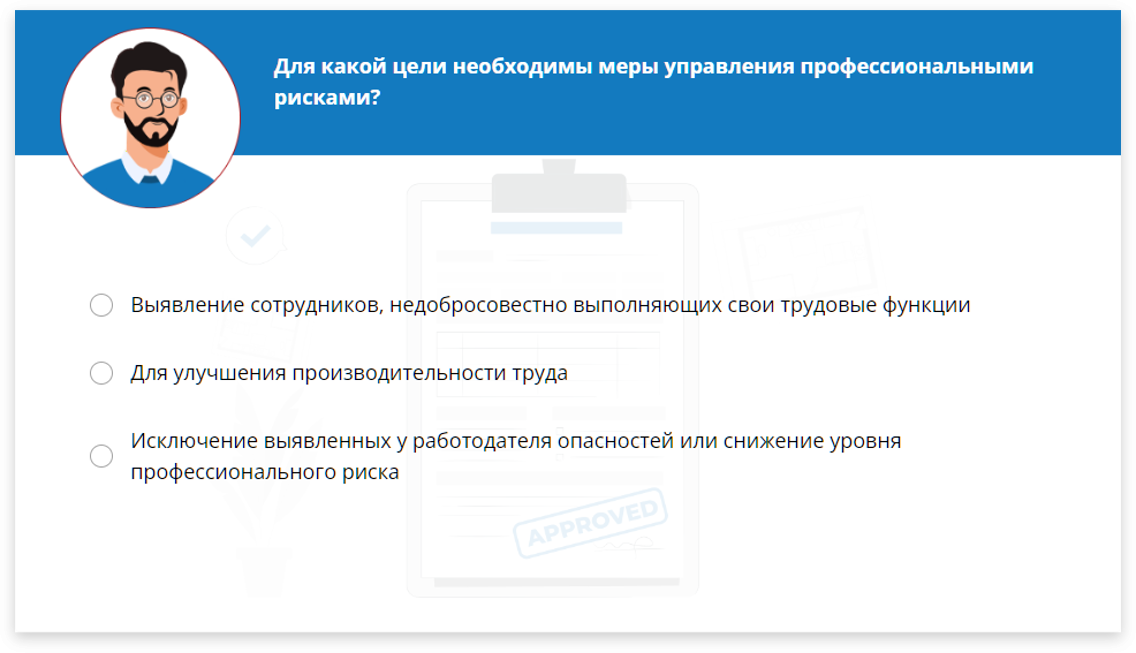 Для какой цели необходимы меры управления профессиональными
рисками?
Выявление сотрудников, недобросовестно выполняющих свои трудовые функции
Для улучшения производительности труда
Исключение выявленных у работодателя опасностей или снижение уровня
профессионального риска
APPROVED